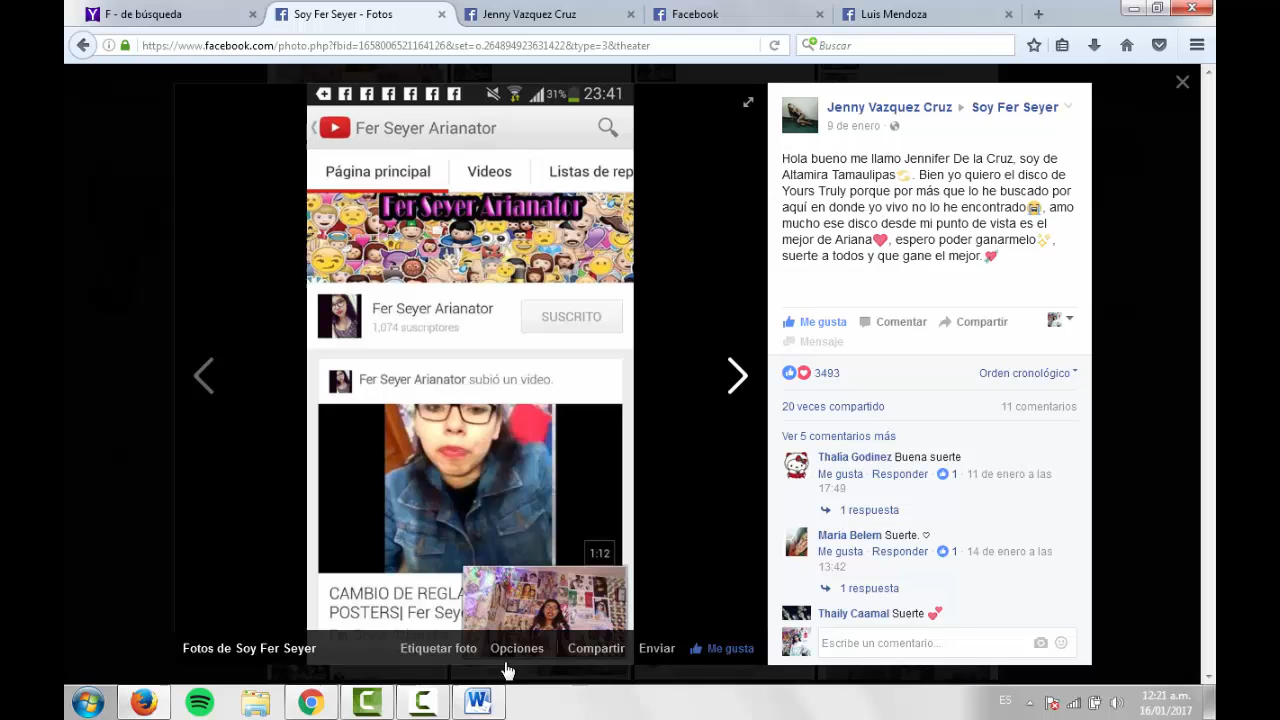 F - de búsqueda
Soy Fer Seyer - Fotos
Jenny Vazquez Cruz
Facebook
Luis Mendoza
https://www.facebook.com/photo.php?fbid=1658006521164126&set=o.264894923631422&type=3&theater
Buscar
31% 23:41
Fer Seyer Arianator
Página principal
Videos
Listas de rep
Fer Seyer Arianator
Fer Seyer Arianator
1,074 suscriptores
SUSCRITO
Fer Seyer Arianator subió un video.
1:12
CAMBIO DE REGLA
POSTERS| Fer Seye
Fotos de Soy Fer Seyer
Etiquetar foto
Opciones
Compartir
Enviar
Me gusta
Jenny Vazquez Cruz ▸ Soy Fer Seyer
9 de enero
Hola bueno me llamo Jennifer De la Cruz, soy de
Altamira Tamaulipas. Bien yo quiero el disco de
Yours Truly porque por más que lo he buscado por
aquí en donde yo vivo no lo he encontrado😭, amo
mucho ese disco desde mi punto de vista es el
mejor de Ariana❤, espero poder ganarmelo✨,
suerte a todos y que gane el mejor.💘
Me gusta
Comentar
Compartir
Mensaje
3493
Orden cronológico
20 veces compartido
11 comentarios
Ver 5 comentarios más
Thalía Godinez Buena suerte
Me gusta Responder 1 11 de enero a las
17:49
1 respuesta
Maria Belem Suerte. ♡
Me gusta Responder 1 14 de enero a las
13:42
1 respuesta
Thaily Caamal Suerte 💕
Escribe un comentario...
ES
12:21 a.m.
16/01/2017